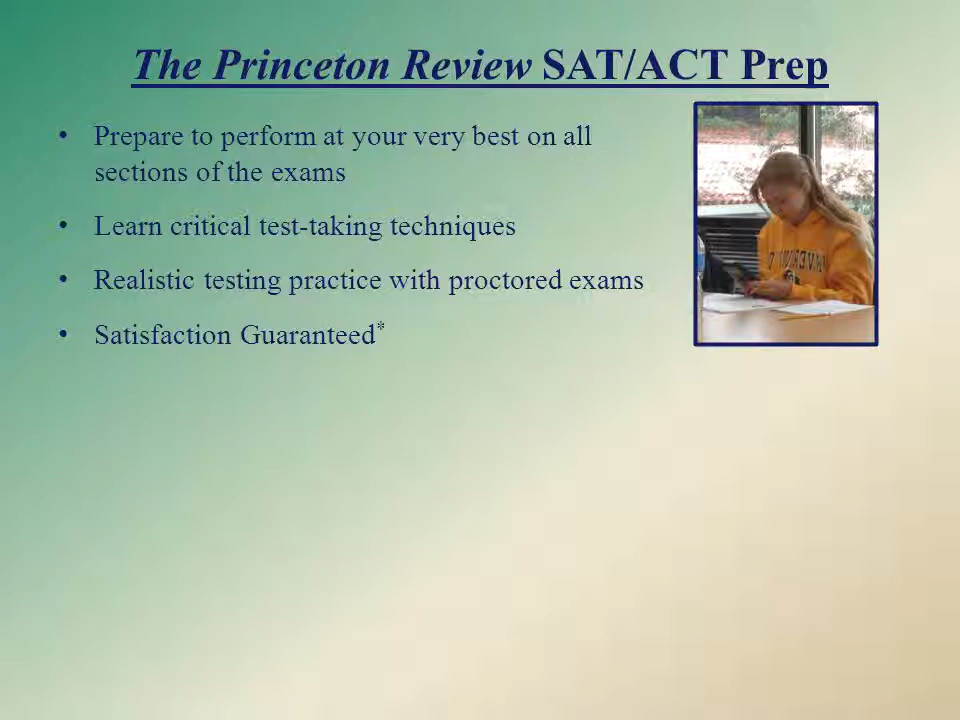 The Princeton Review SAT/ACT Prep
• Prepare to perform at your very best on all
sections of the exams
• Learn critical test-taking techniques
• Realistic testing practice with proctored exams
• Satisfaction Guaranteed*